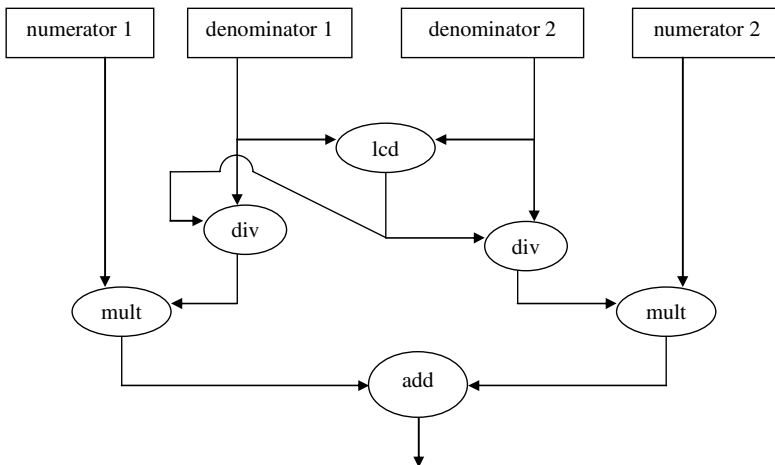 numerator 1
denominator 1
denominator 2
numerator 2
lcd
div
div
mult
mult
add